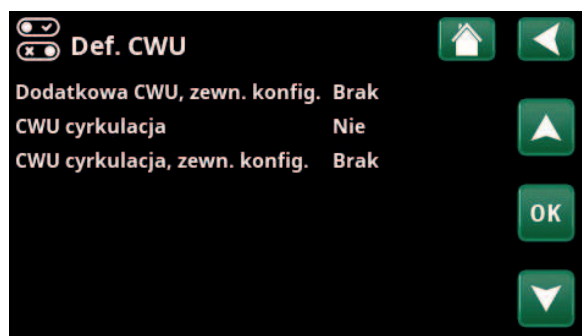 Def. CWU
Dodatkowa CWU, zewn. konfig. Brak
CWU cyrkulacja Nie
CWU cyrkulacja, zewn. konfig. Brak
OK